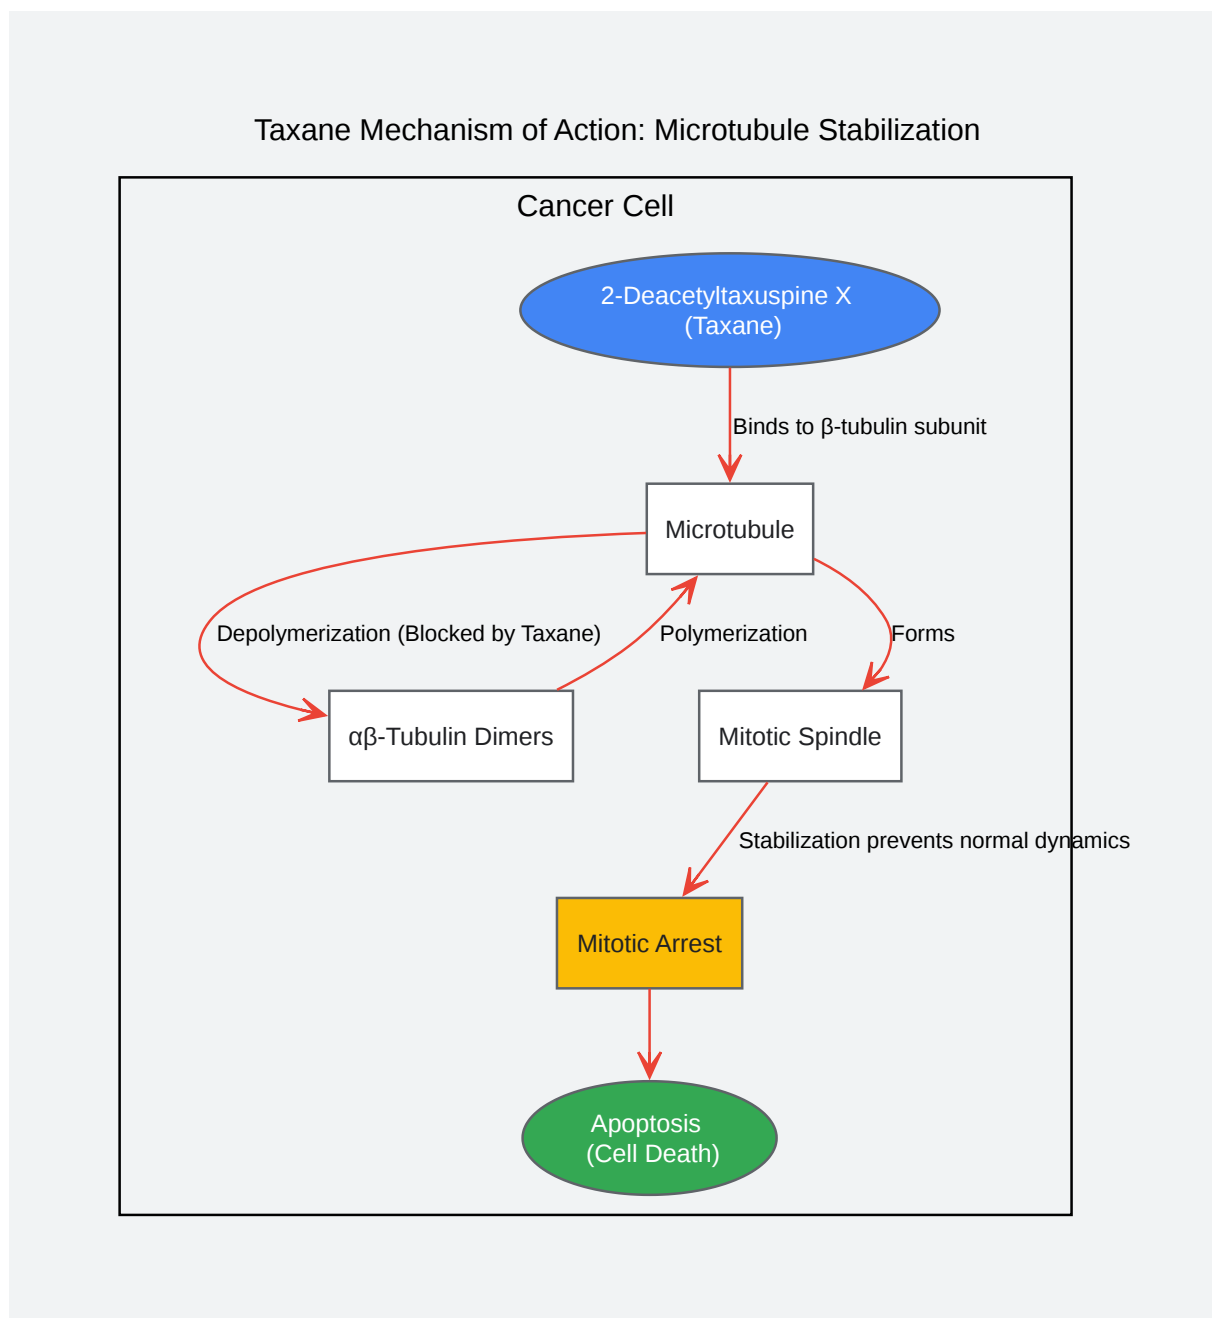 Taxane Mechanism of Action: Microtubule Stabilization
Cancer Cell
2-Deacetyltaxuspine X
(Taxane)
Binds to β-tubulin subunit
Microtubule
Depolymerization (Blocked by Taxane)
Polymerization
Forms
αβ-Tubulin Dimers
Mitotic Spindle
Stabilization prevents normal dynamics
Mitotic Arrest
Apoptosis
(Cell Death)